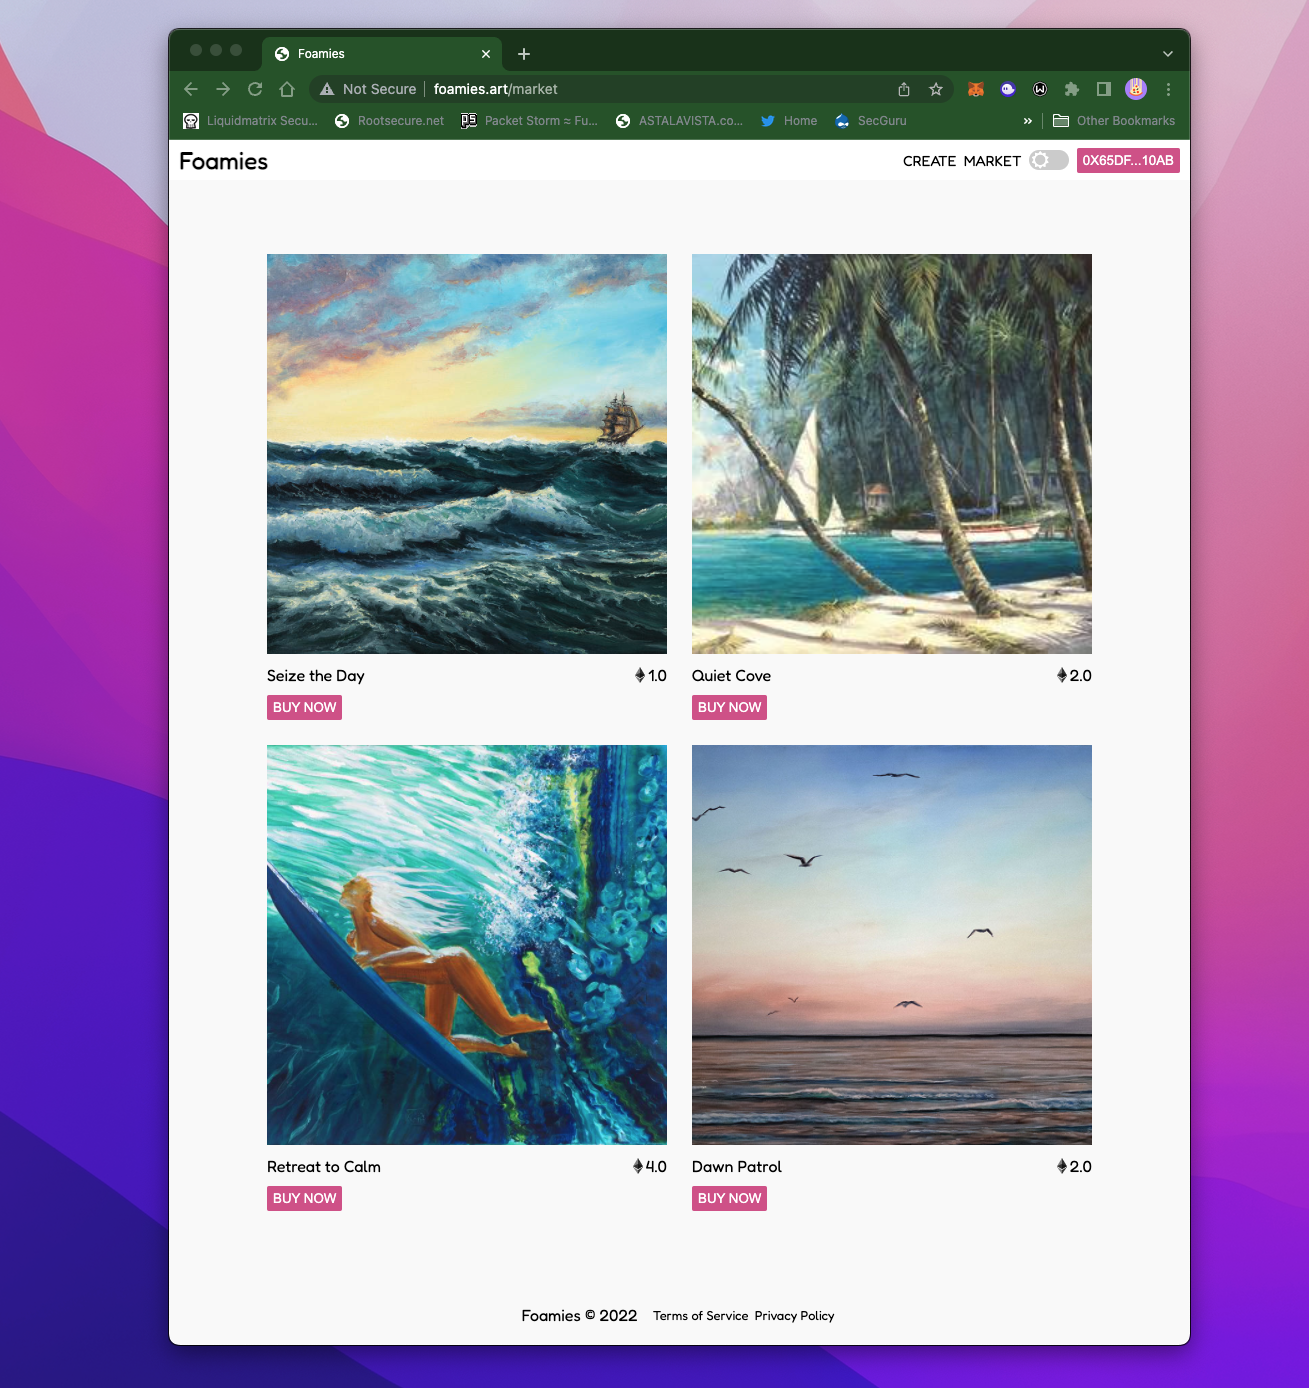 Foamies
Not Secure foamies.art/market
Liquidmatrix Secu... Rootsecure.net Packet Storm ≈ Fu... ASTALAVISTA.co... Home SecGuru » Other Bookmarks
Foamies CREATE MARKET 0X65DF...10AB
Seize the Day 1.0 Quiet Cove 2.0
BUY NOW BUY NOW
Retreat to Calm 4.0 Dawn Patrol 2.0
BUY NOW BUY NOW
Foamies © 2022 Terms of Service Privacy Policy